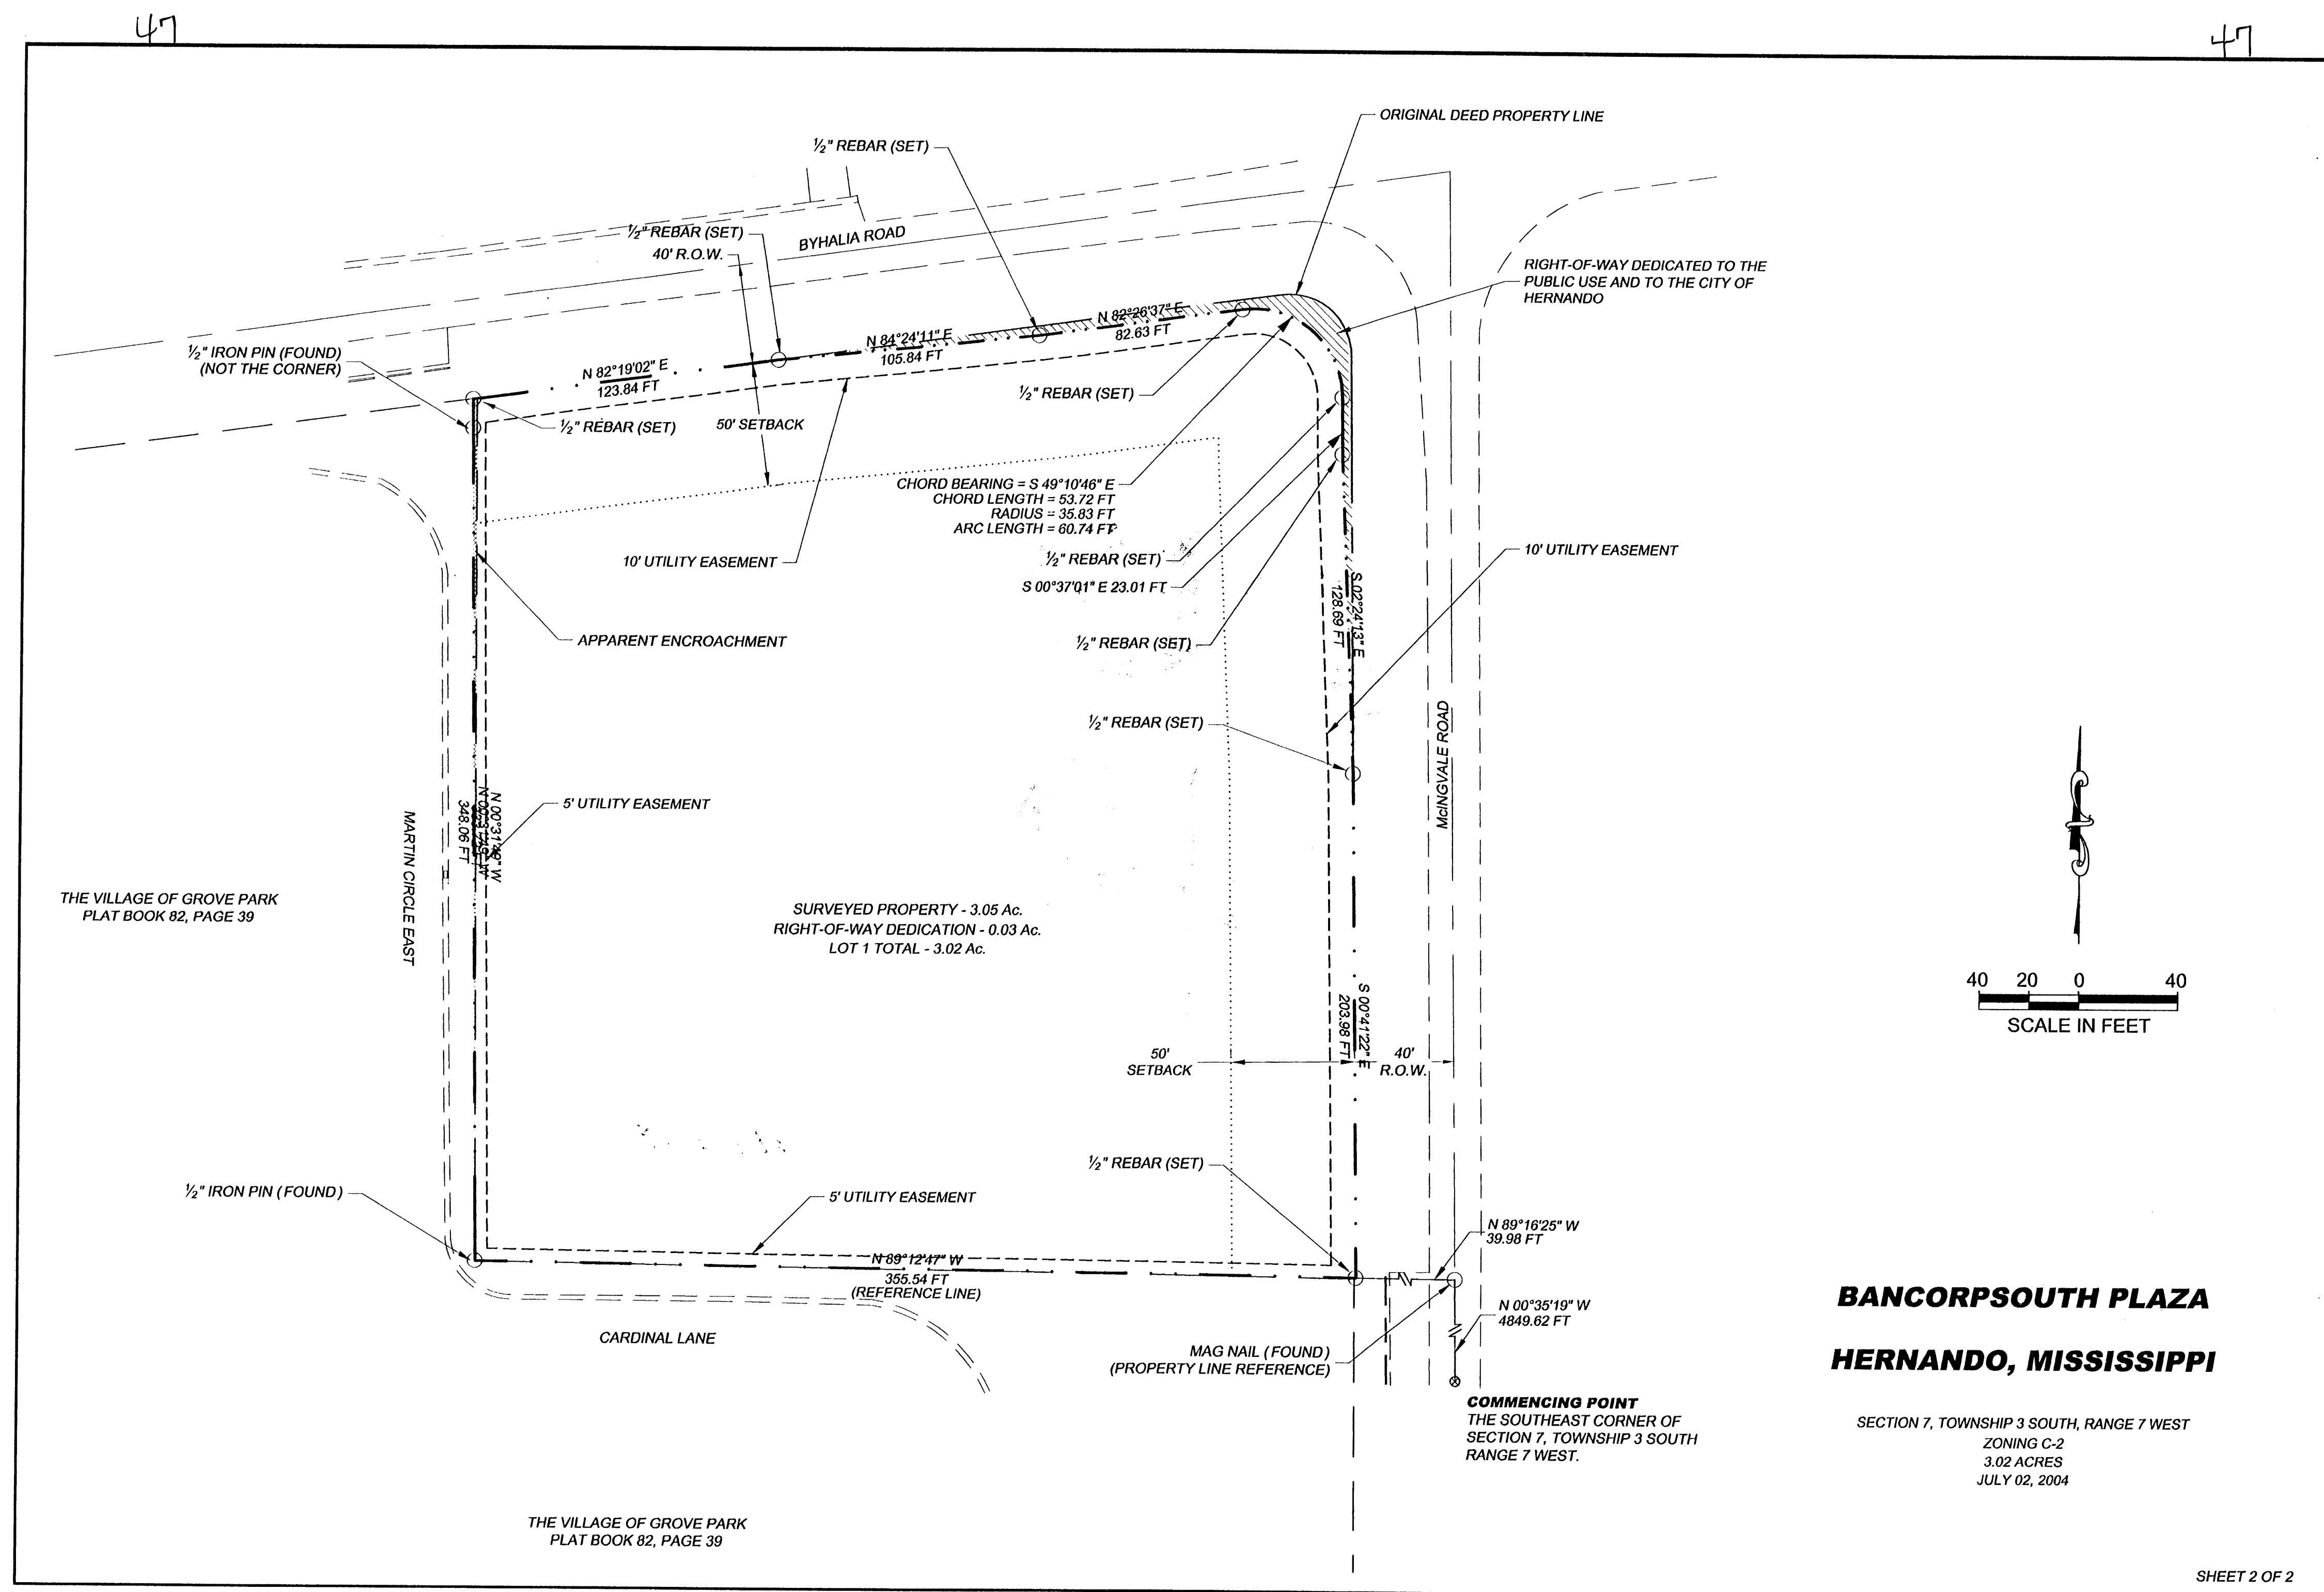 47
47
ORIGINAL DEED PROPERTY LINE
½" REBAR (SET)
½" REBAR (SET)
40' R.O.W.
BYHALIA ROAD
RIGHT-OF-WAY DEDICATED TO THE
PUBLIC USE AND TO THE CITY OF
HERNANDO
½" IRON PIN (FOUND)
(NOT THE CORNER)
N 82°19'02" E
123.84 FT
N 84°24'11" E
105.84 FT
N 82°26'37" E
82.63 FT
½" REBAR (SET)
½" REBAR (SET)
50' SETBACK
CHORD BEARING = S 49°10'46" E
CHORD LENGTH = 53.72 FT
RADIUS = 35.83 FT
ARC LENGTH = 60.74 FT
10' UTILITY EASEMENT
½" REBAR (SET)
S 00°37'01" E 23.01 FT
10' UTILITY EASEMENT
S 02°24'13" E
128.69 FT
APPARENT ENCROACHMENT
½" REBAR (SET)
½" REBAR (SET)
McINGVALE ROAD
N 00°31'49" W
348.06 FT
5' UTILITY EASEMENT
MARTIN CIRCLE EAST
THE VILLAGE OF GROVE PARK
PLAT BOOK 82, PAGE 39
SURVEYED PROPERTY - 3.05 Ac.
RIGHT-OF-WAY DEDICATION - 0.03 Ac.
LOT 1 TOTAL - 3.02 Ac.
40 20 0 40
SCALE IN FEET
S 00°41'22" E
203.98 FT
50'
SETBACK
40'
R.O.W.
½" REBAR (SET)
½" IRON PIN (FOUND)
5' UTILITY EASEMENT
N 89°12'47" W
355.54 FT
(REFERENCE LINE)
N 89°16'25" W
39.98 FT
N 00°35'19" W
4849.62 FT
CARDINAL LANE
MAG NAIL (FOUND)
(PROPERTY LINE REFERENCE)
COMMENCING POINT
THE SOUTHEAST CORNER OF
SECTION 7, TOWNSHIP 3 SOUTH
RANGE 7 WEST.
BANCORPSOUTH PLAZA
HERNANDO, MISSISSIPPI
SECTION 7, TOWNSHIP 3 SOUTH, RANGE 7 WEST
ZONING C-2
3.02 ACRES
JULY 02, 2004
THE VILLAGE OF GROVE PARK
PLAT BOOK 82, PAGE 39
SHEET 2 OF 2